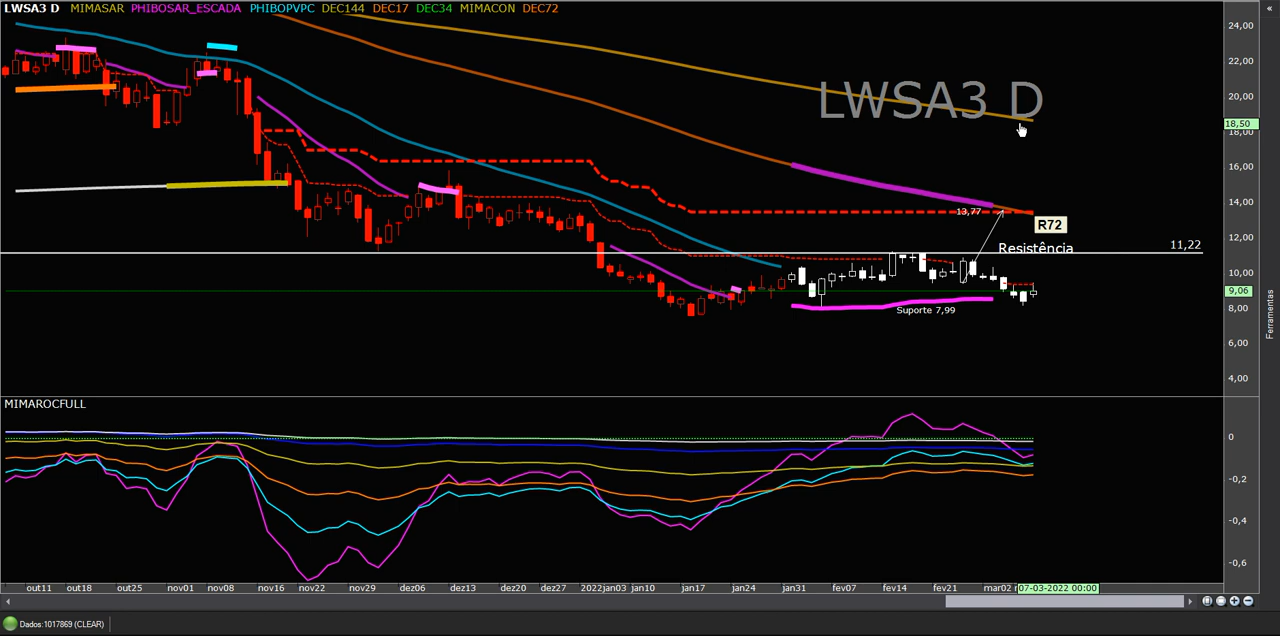 LWSA3 D MIMASAR PHIBOSAR_ESCADA PHIBOPVPC DEC144 DEC17 DEC34 MIMACON DEC72
«
24,00
22,00
LWSA3 D
20,00
18,50
18,00
16,00
14,00
13,77
R72
12,00
Resistência
11,22
10,00
9,06
8,00
Suporte 7,99
6,00
4,00
Ferramentas
MIMAROCFULL
0
-0,2
-0,4
-0,6
out11 out18 out25 nov01 nov08 nov16 nov22 nov29 dez06 dez13 dez20 dez27 2022jan03 jan10 jan17 jan24 jan31 fev07 fev14 fev21 mar02 07-03-2022 00:00
Dados:1017869 (CLEAR)